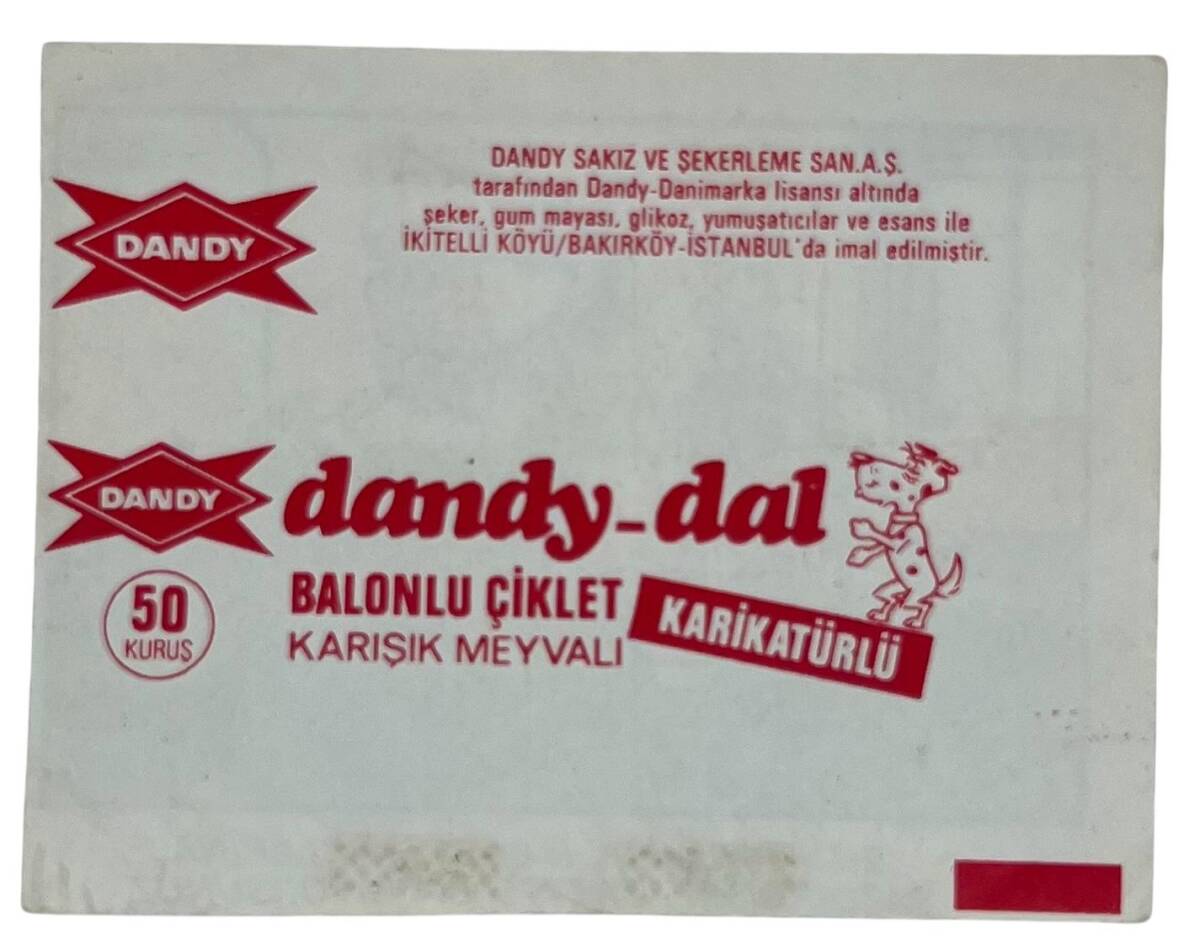 DANDY SAKIZ VE ŞEKERLEME SAN.A.Ş.
tarafından Dandy-Danimarka lisansı altında
şeker, gum mayası, glikoz, yumuşatıcılar ve esans ile
İKİTELLİ KÖYÜ/BAKIRKÖY-İSTANBUL'da imal edilmiştir.
DANDY
DANDY
dandy-dal
BALONLU ÇİKLET
KARIŞIK MEYVALI
KARİKATÜRLÜ
50
KURUŞ